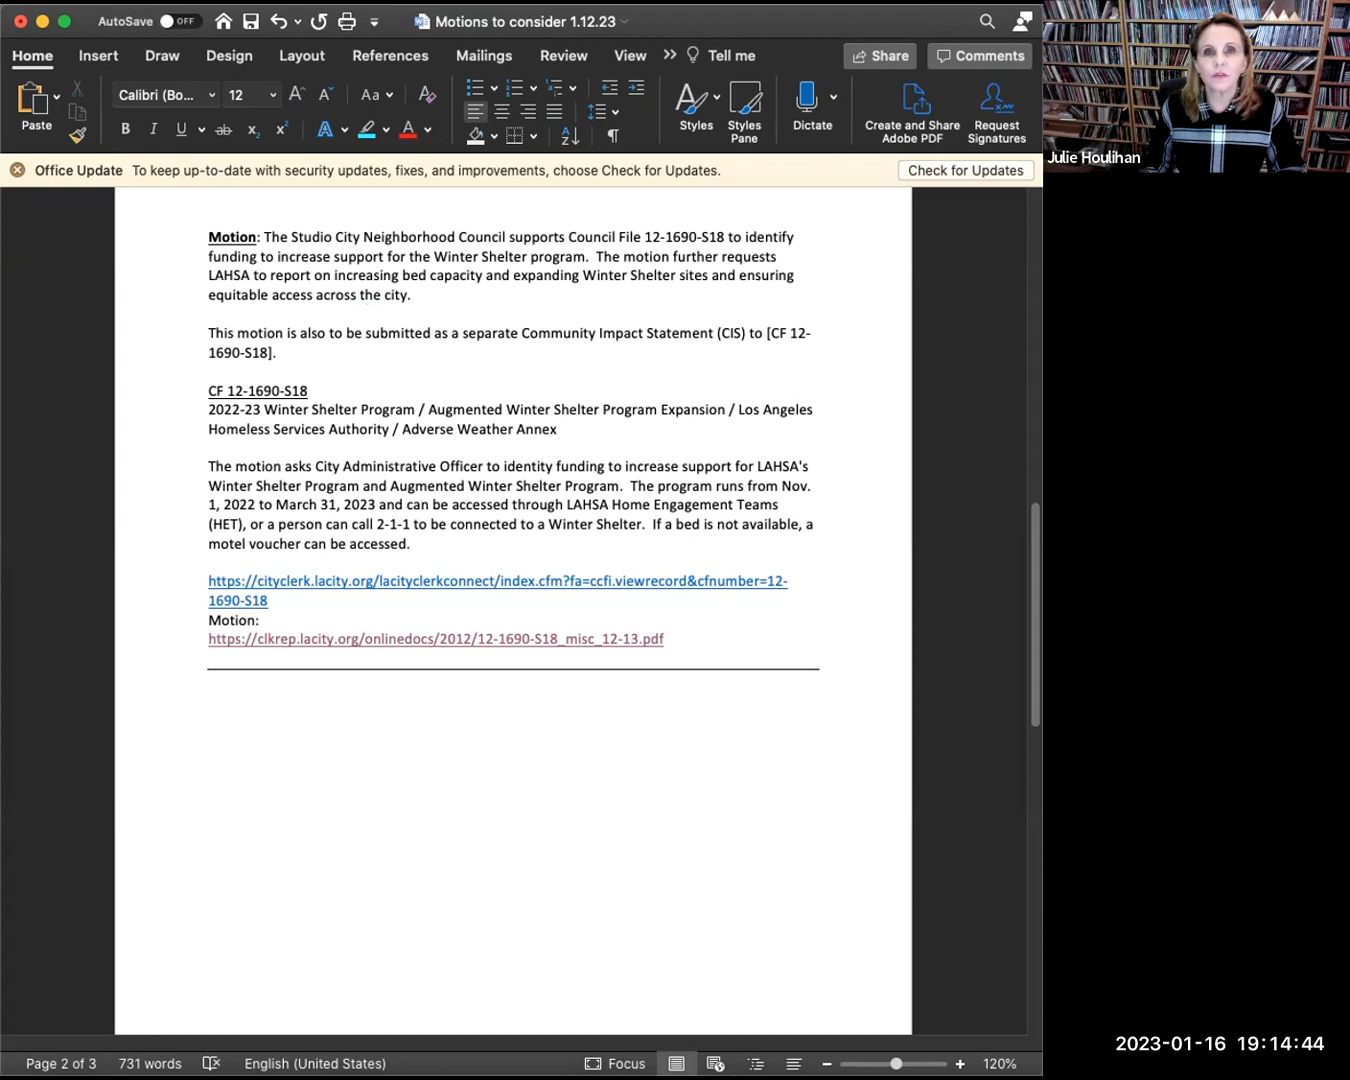 AutoSave OFF
Motions to consider 1.12.23
Home Insert Draw Design Layout References Mailings Review View Tell me Share Comments
Paste
Calibri (Bo... 12
Styles
Styles Pane
Dictate
Create and Share Adobe PDF
Request Signatures
Julie Houlihan
Office Update To keep up-to-date with security updates, fixes, and improvements, choose Check for Updates. Check for Updates
Motion: The Studio City Neighborhood Council supports Council File 12-1690-S18 to identify
funding to increase support for the Winter Shelter program. The motion further requests
LAHSA to report on increasing bed capacity and expanding Winter Shelter sites and ensuring
equitable access across the city.
This motion is also to be submitted as a separate Community Impact Statement (CIS) to [CF 12-
1690-S18].
CF 12-1690-S18
2022-23 Winter Shelter Program / Augmented Winter Shelter Program Expansion / Los Angeles
Homeless Services Authority / Adverse Weather Annex
The motion asks City Administrative Officer to identity funding to increase support for LAHSA's
Winter Shelter Program and Augmented Winter Shelter Program. The program runs from Nov.
1, 2022 to March 31, 2023 and can be accessed through LAHSA Home Engagement Teams
(HET), or a person can call 2-1-1 to be connected to a Winter Shelter. If a bed is not available, a
motel voucher can be accessed.
https://cityclerk.lacity.org/lacityclerkconnect/index.cfm?fa=ccfi.viewrecord&cfnumber=12-
1690-S18
Motion:
https://clkrep.lacity.org/onlinedocs/2012/12-1690-S18_misc_12-13.pdf
2023-01-16 19:14:44
Page 2 of 3 731 words English (United States) Focus 120%